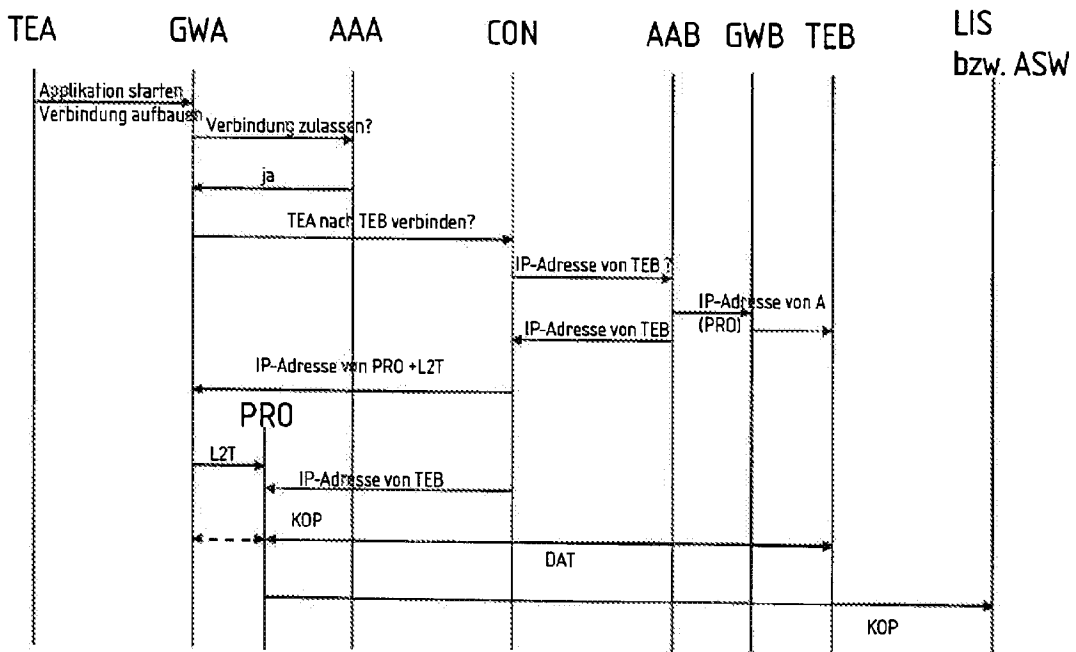 TEA GWA AAA CON AAB GWB TEB LIS
bzw. ASW
Applikation starten
Verbindung aufbauen
Verbindung zulassen?
ja
TEA nach TEB verbinden?
IP-Adresse von TEB ?
IP-Adresse von A
(PRO)
IP-Adresse von TEB
IP-Adresse von PRO +L2T
PRO
L2T
IP-Adresse von TEB
KOP
DAT
KOP